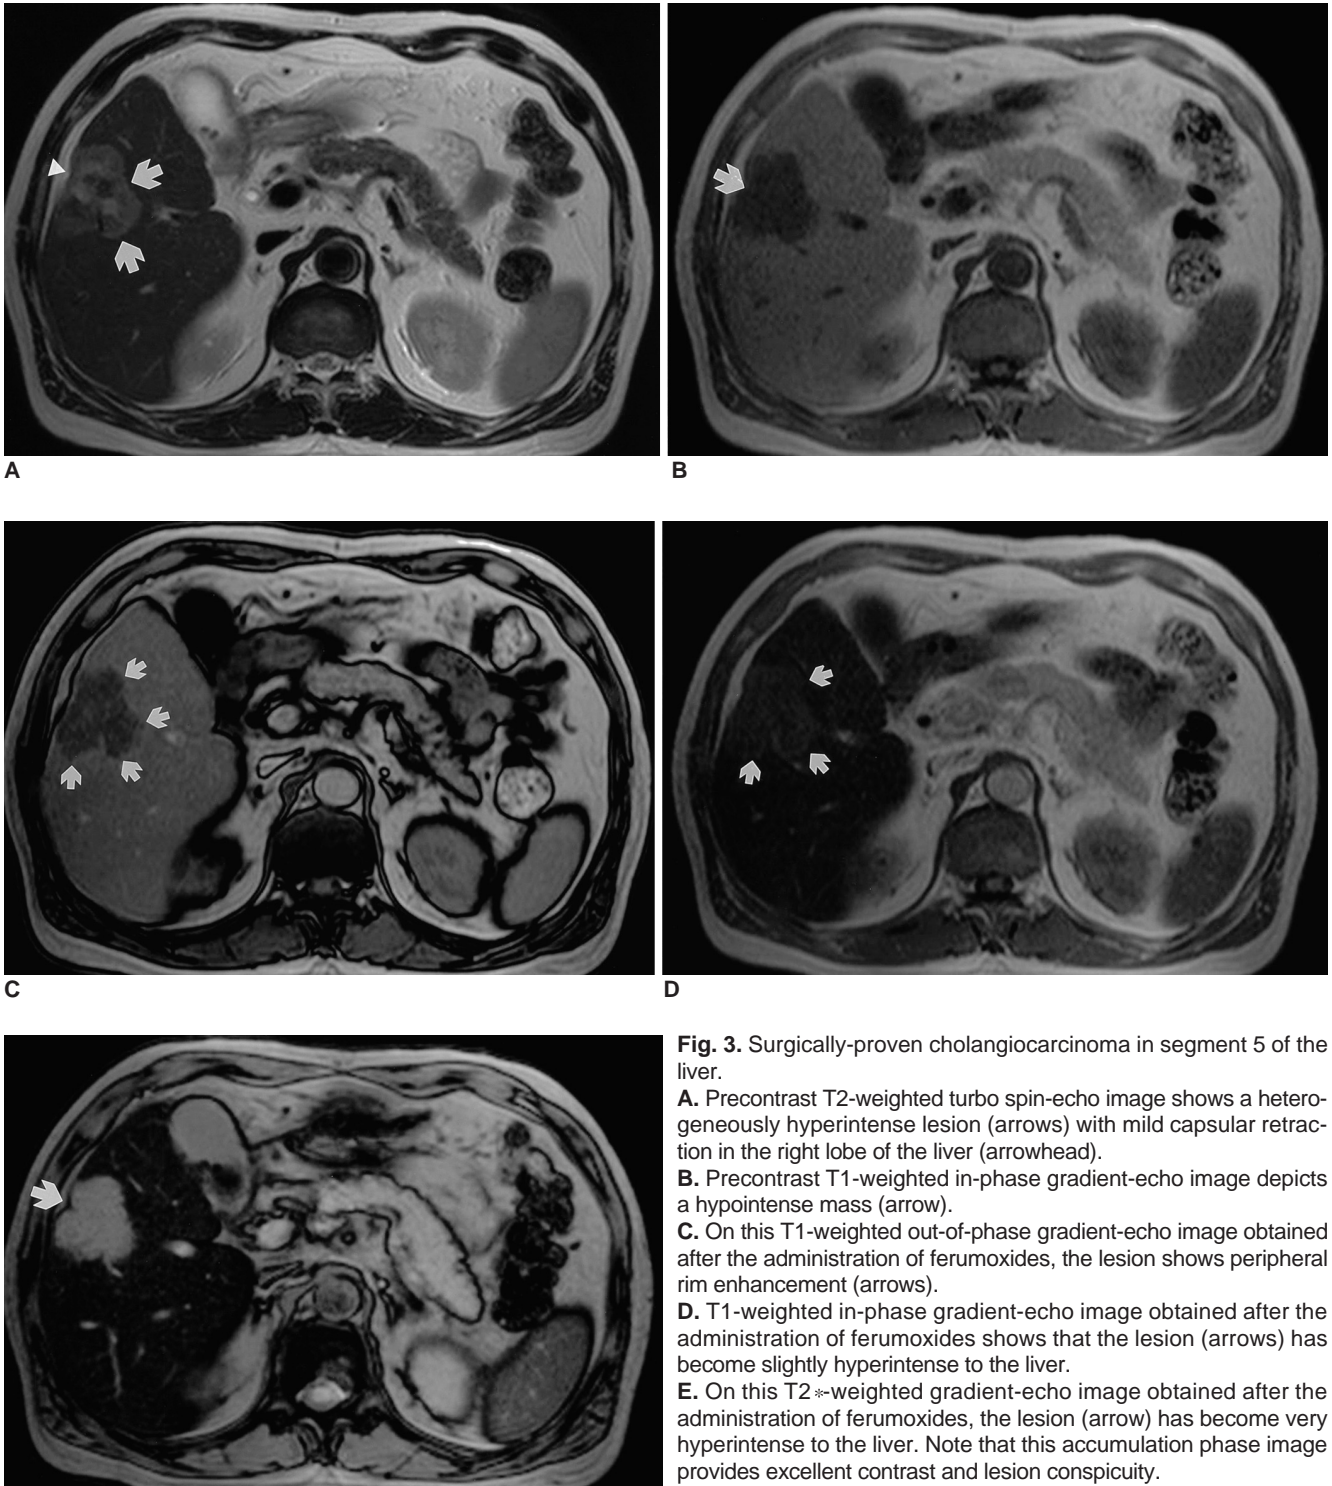 A
B
C
D
Fig. 3. Surgically-proven cholangiocarcinoma in segment 5 of the
liver.
A. Precontrast T2-weighted turbo spin-echo image shows a hetero-
geneously hyperintense lesion (arrows) with mild capsular retrac-
tion in the right lobe of the liver (arrowhead).
B. Precontrast T1-weighted in-phase gradient-echo image depicts
a hypointense mass (arrow).
C. On this T1-weighted out-of-phase gradient-echo image obtained
after the administration of ferumoxides, the lesion shows peripheral
rim enhancement (arrows).
D. T1-weighted in-phase gradient-echo image obtained after the
administration of ferumoxides shows that the lesion (arrows) has
become slightly hyperintense to the liver.
E. On this T2*-weighted gradient-echo image obtained after the
administration of ferumoxides, the lesion (arrow) has become very
hyperintense to the liver. Note that this accumulation phase image
provides excellent contrast and lesion conspicuity.